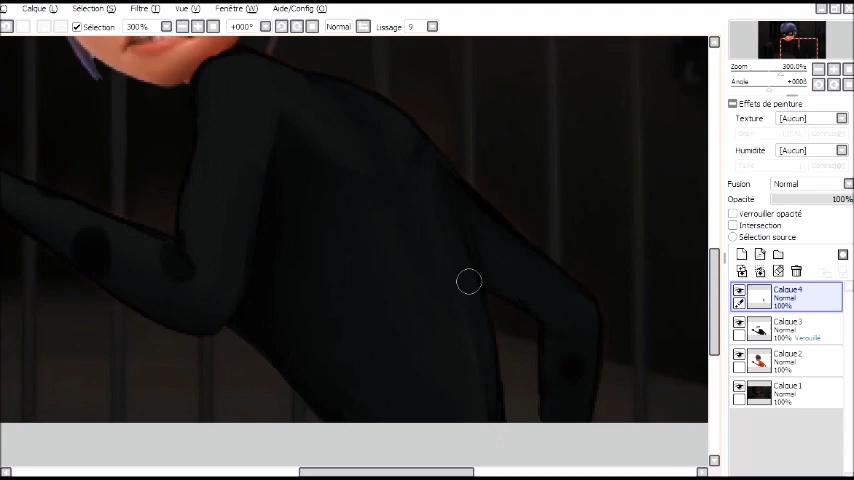 Calque (L) Sélection (S) Filtre (T) Vue (V) Fenêtre (W) Aide/Config (O)
Sélection 300% +000° Normal Lissage 9
Zoom 300.0%
Angle +000δ
Effets de peinture
Texture [Aucun]
Humidité [Aucun]
Fusion Normal
Opacité 100%
Verrouiller opacité
Intersection
Sélection source
Calque4
Normal
100%
Calque3
Normal
100% Verouillé
Calque2
Normal
100%
Calque1
Normal
100%